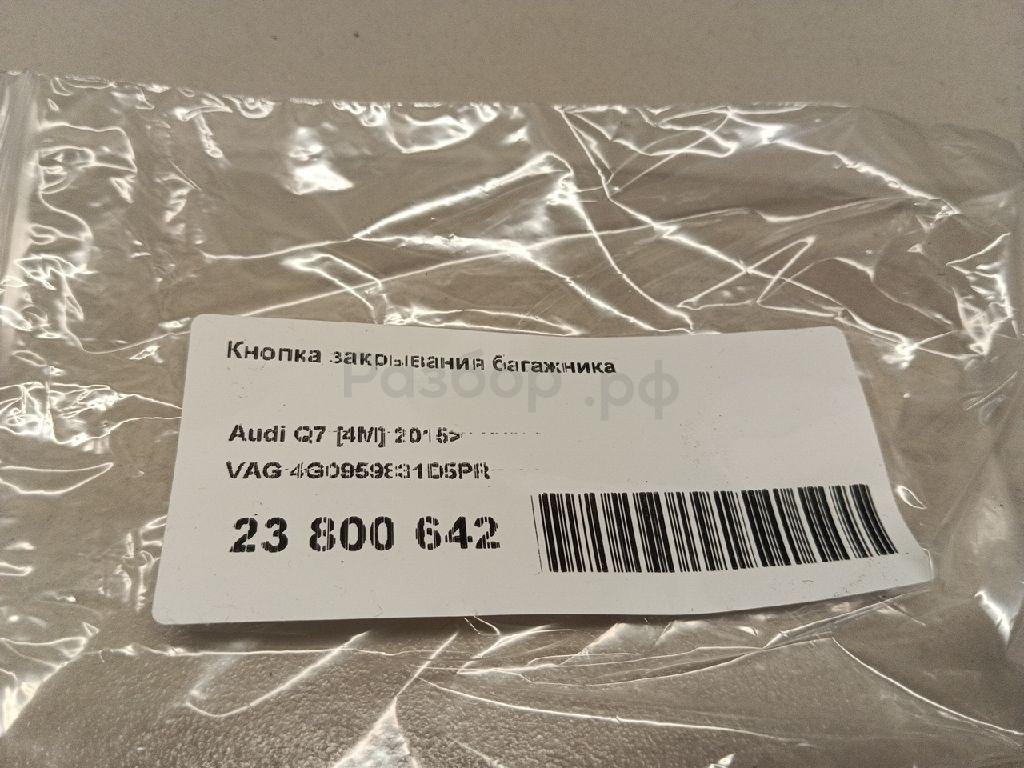 Кнопка закрывания багажника
Разбор.рф
Audi Q7 [4M] 2015>
VAG 4G0959831D5PR
23 800 642